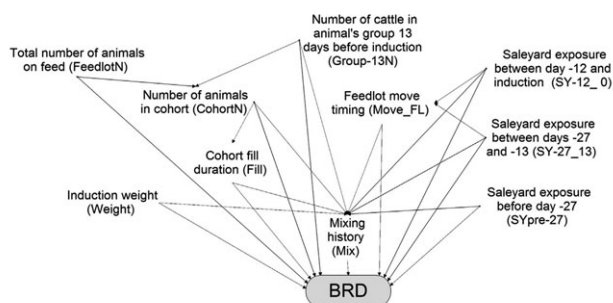 Number of cattle in
animal's group 13
days before induction
(Group-13N)
Total number of animals
on feed (FeedlotN)
Number of animals
in cohort (CohortN)
Feedlot move
timing (Move_FL)
Saleyard exposure
between day -12 and
induction (SY-12_ 0)
Saleyard exposure
between days -27
and -13 (SY-27_13)
Cohort fill
duration (Fill)
Induction weight
(Weight)
Mixing
history
(Mix)
Saleyard exposure
before day -27
(SYpre-27)
BRD